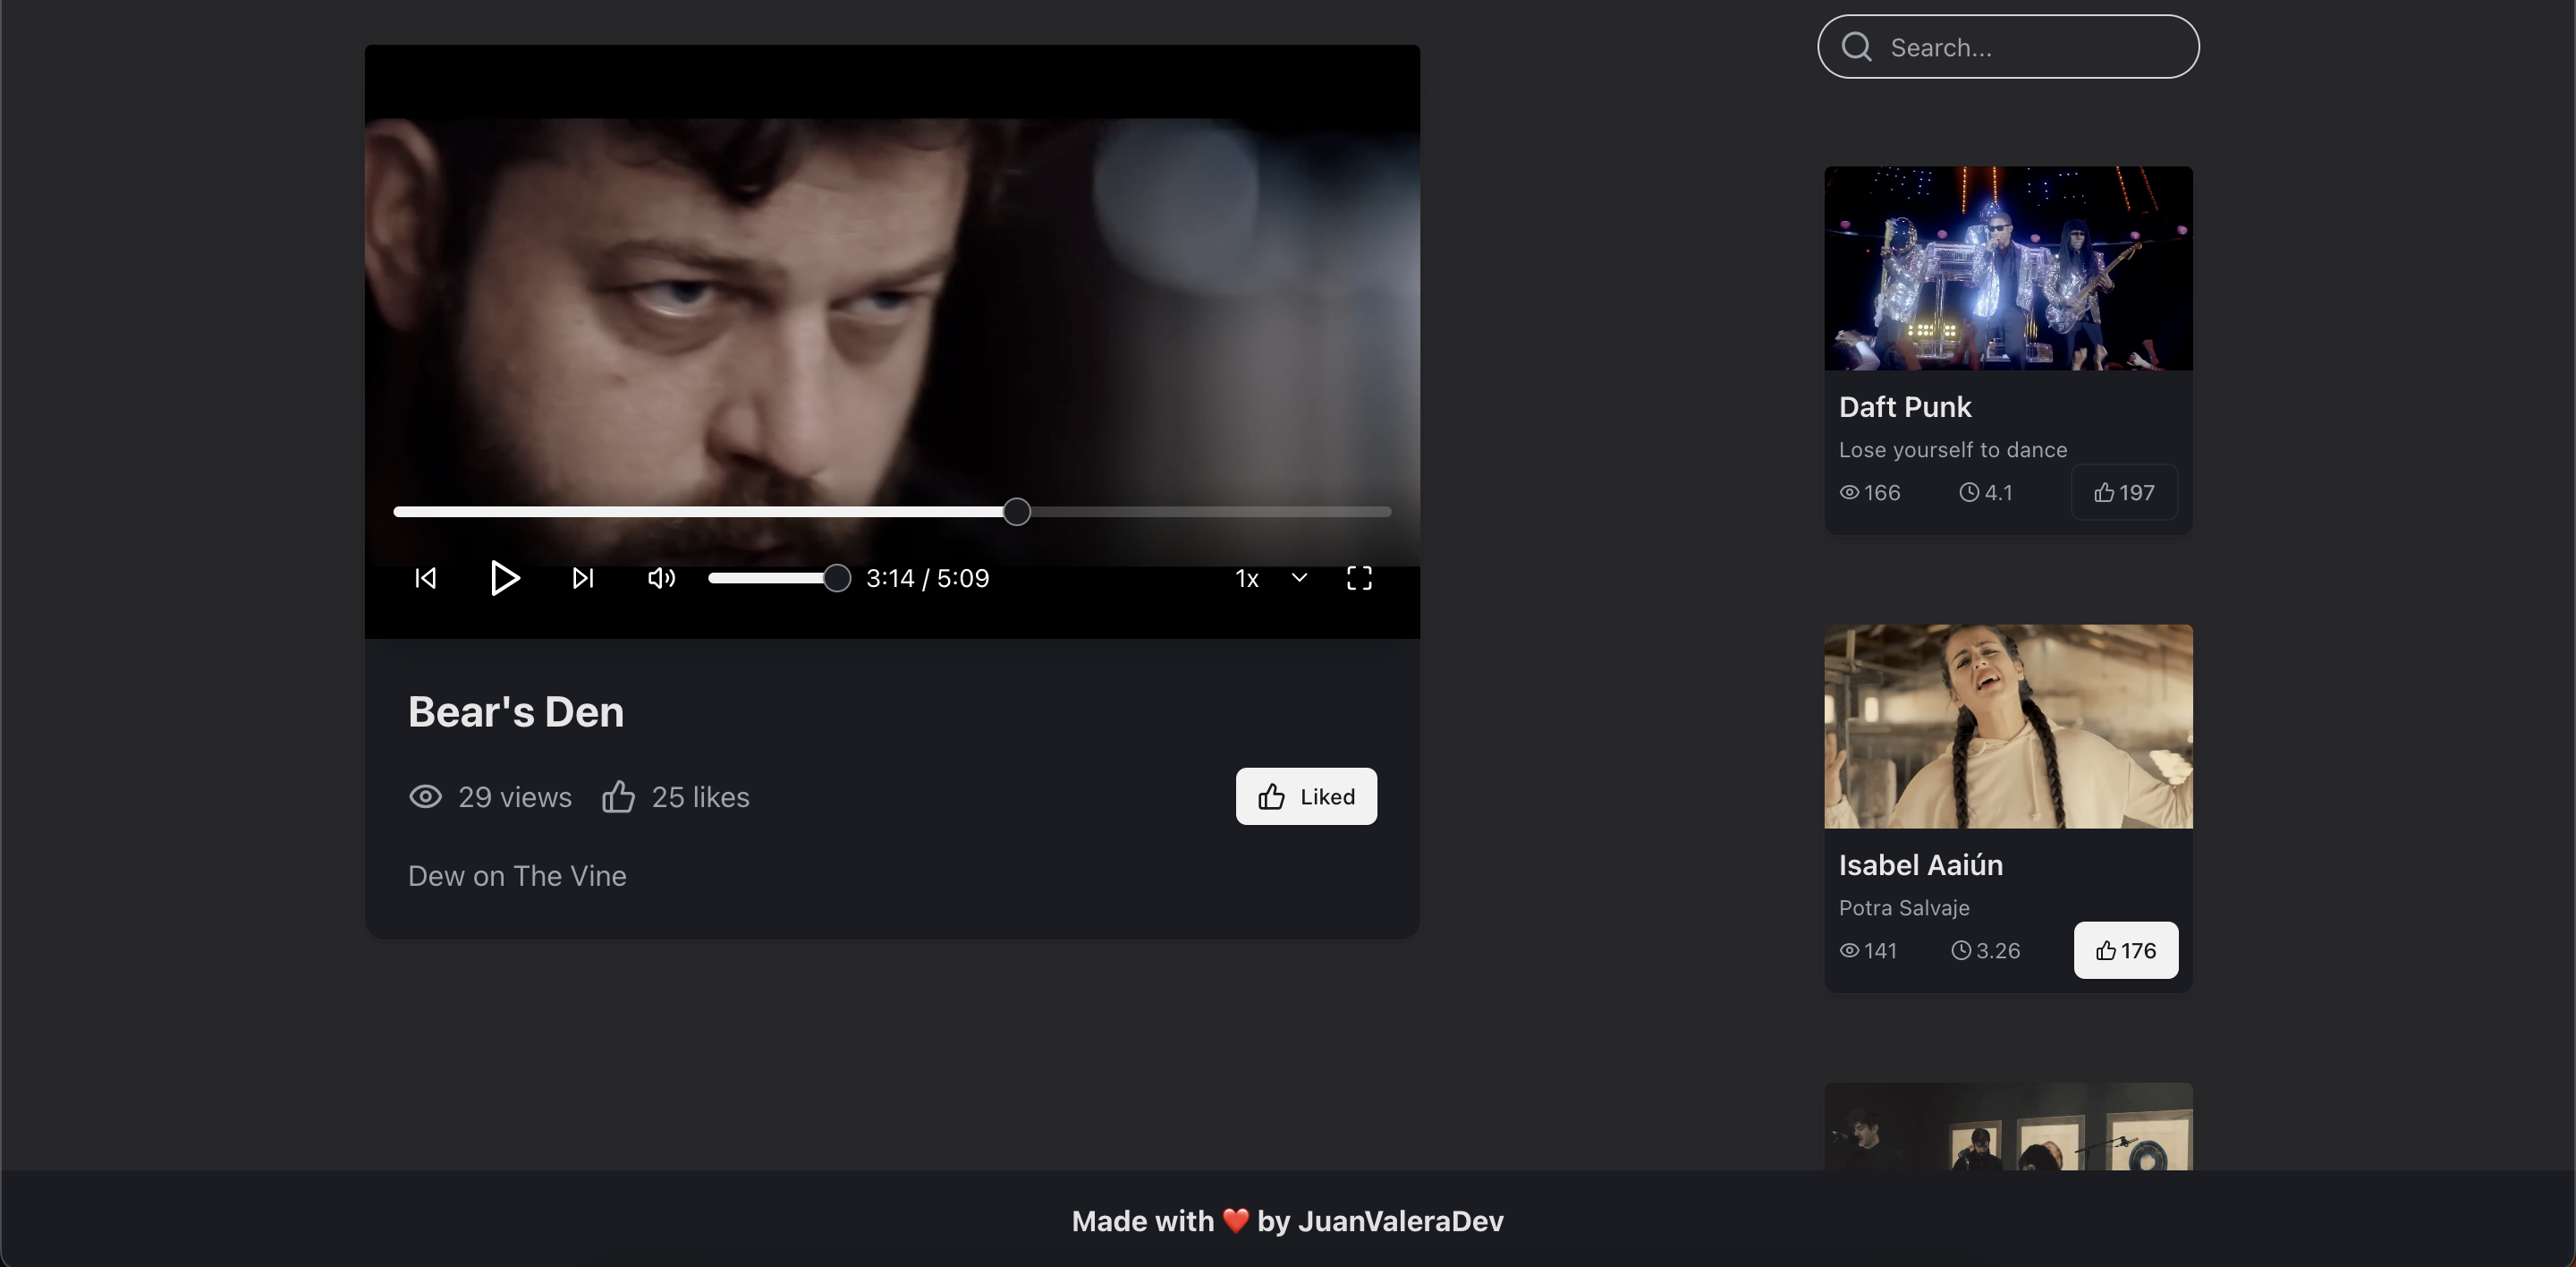 Search...
3:14 / 5:09
1x
Bear's Den
29 views 25 likes
Liked
Dew on The Vine
Daft Punk
Lose yourself to dance
166 4.1 197
Isabel Aaiún
Potra Salvaje
141 3.26 176
Made with ❤️ by JuanValeraDev